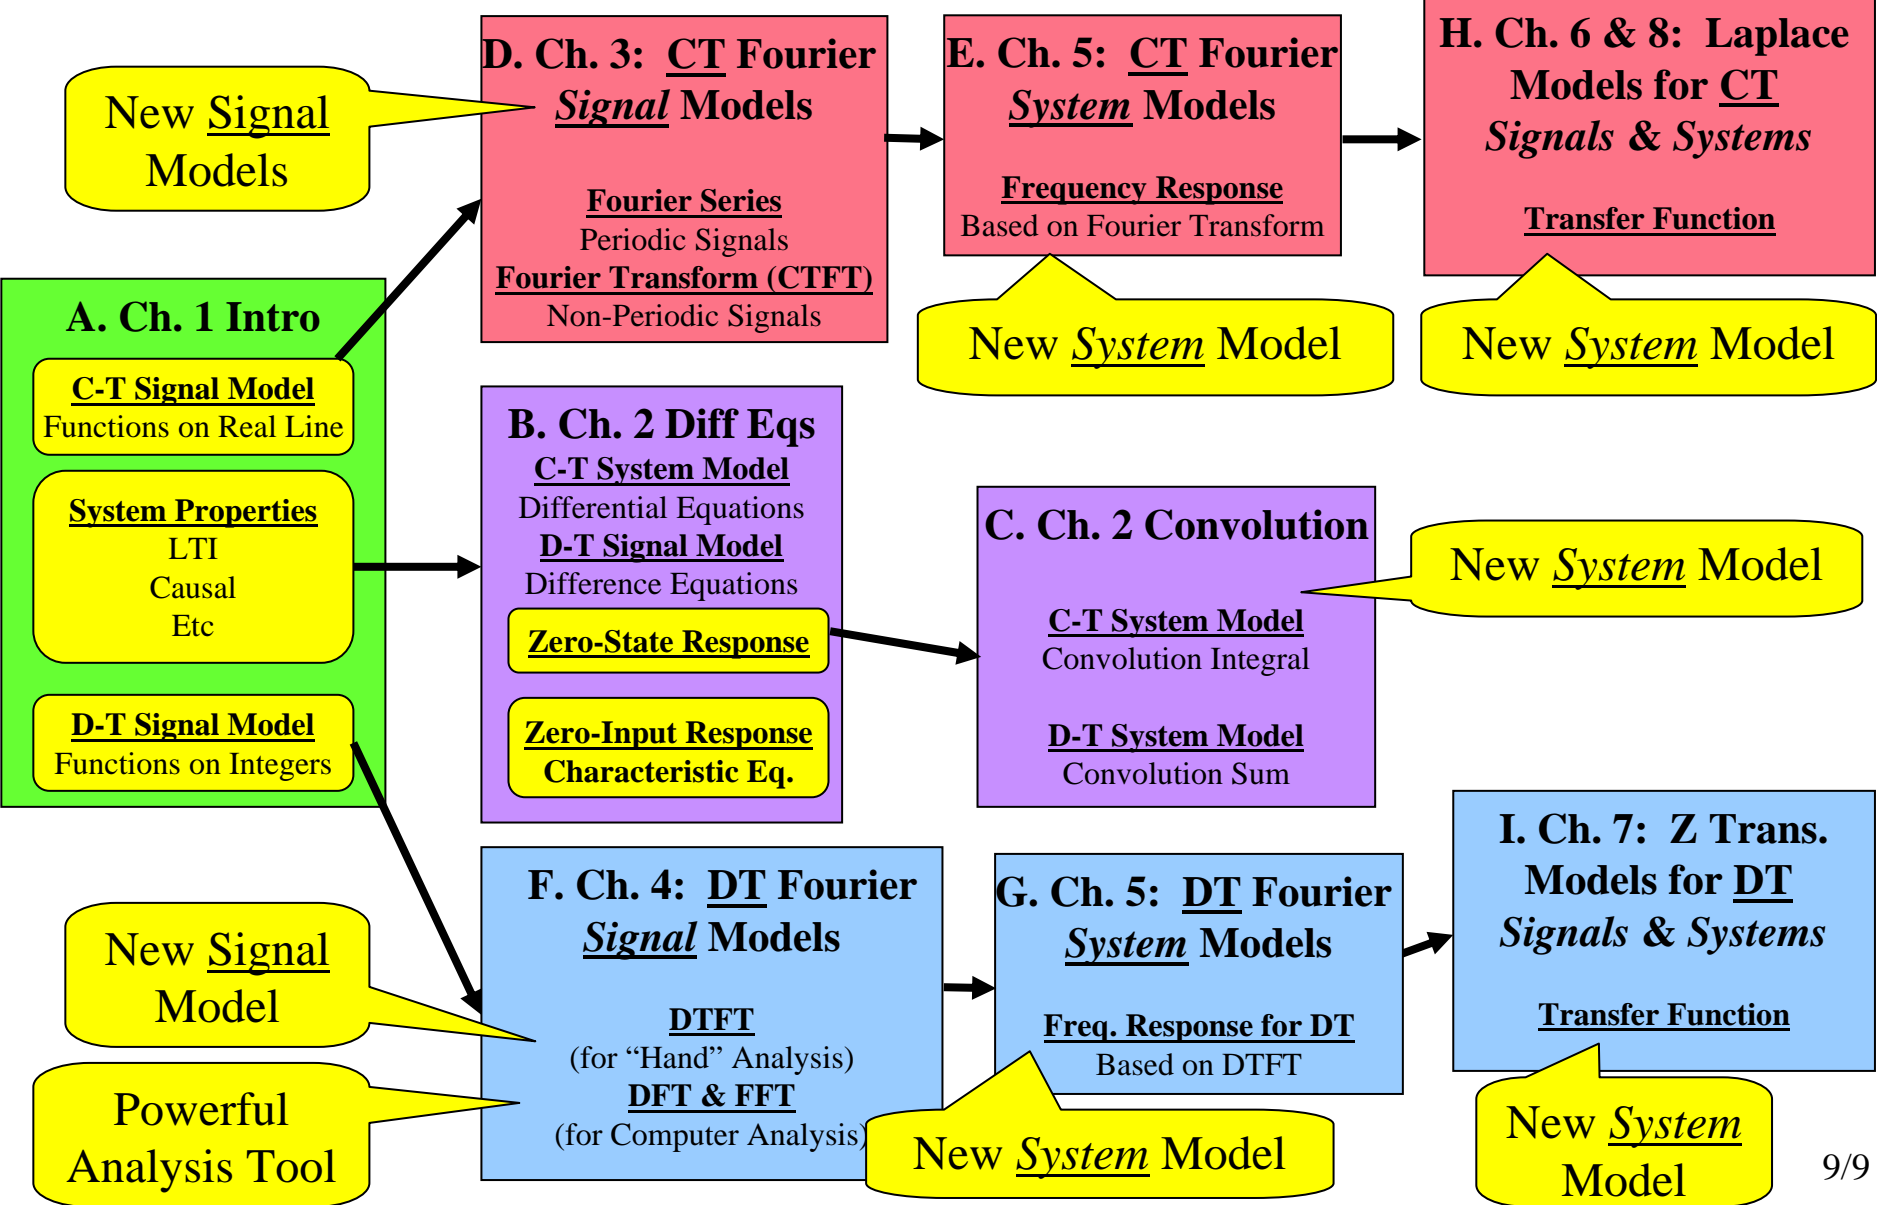 New Signal
Models
D. Ch. 3: CT Fourier
Signal Models
Fourier Series
Periodic Signals
Fourier Transform (CTFT)
Non-Periodic Signals
E. Ch. 5: CT Fourier
System Models
Frequency Response
Based on Fourier Transform
New System Model
H. Ch. 6 & 8: Laplace
Models for CT
Signals & Systems
Transfer Function
New System Model
A. Ch. 1 Intro
C-T Signal Model
Functions on Real Line
System Properties
LTI
Causal
Etc
D-T Signal Model
Functions on Integers
B. Ch. 2 Diff Eqs
C-T System Model
Differential Equations
D-T Signal Model
Difference Equations
Zero-State Response
Zero-Input Response
Characteristic Eq.
C. Ch. 2 Convolution
C-T System Model
Convolution Integral
D-T System Model
Convolution Sum
New System Model
New Signal
Model
Powerful
Analysis Tool
F. Ch. 4: DT Fourier
Signal Models
DTFT
(for “Hand” Analysis)
DFT & FFT
(for Computer Analysis)
G. Ch. 5: DT Fourier
System Models
Freq. Response for DT
Based on DTFT
New System Model
I. Ch. 7: Z Trans.
Models for DT
Signals & Systems
Transfer Function
New System
Model
9/9